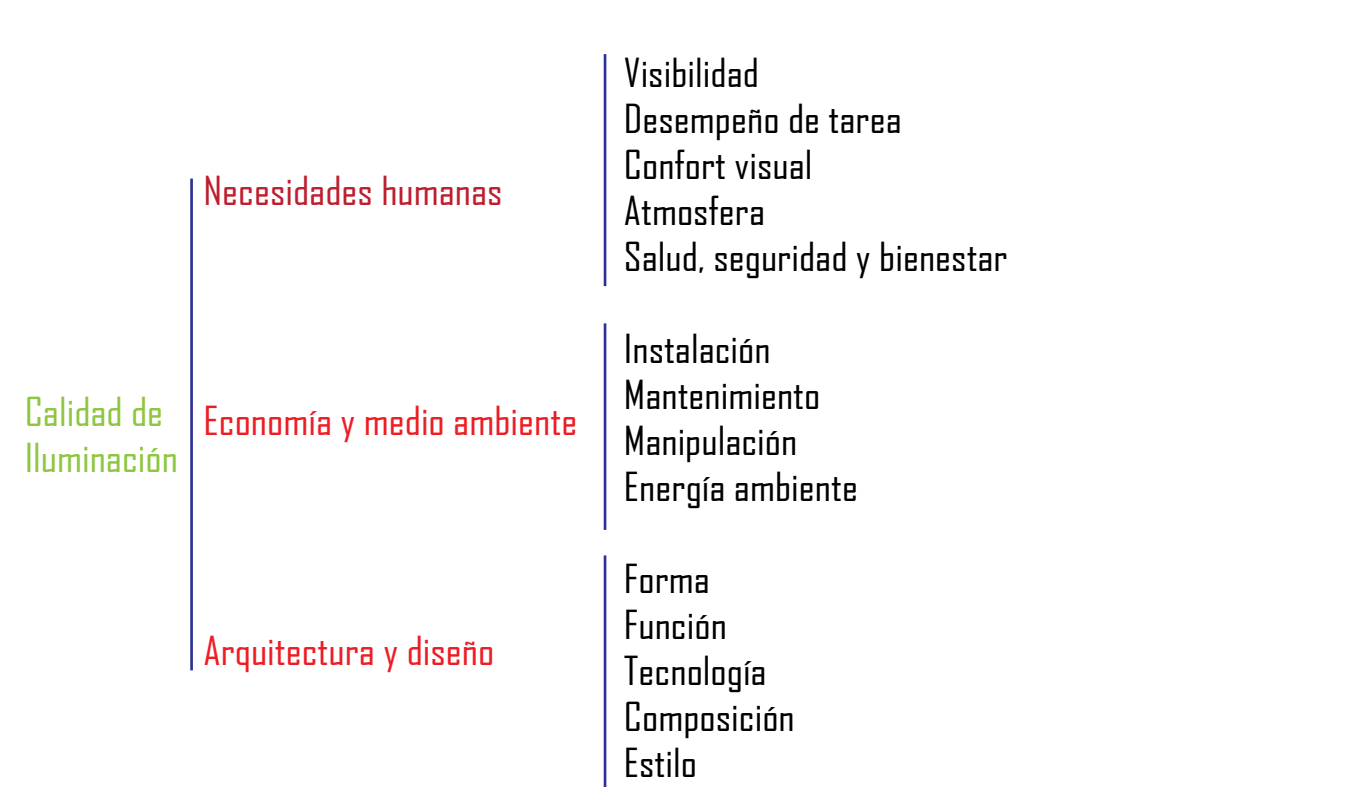 Calidad de
Iluminación
Necesidades humanas
Visibilidad
Desempeño de tarea
Confort visual
Atmosfera
Salud, seguridad y bienestar
Economía y medio ambiente
Instalación
Mantenimiento
Manipulación
Energía ambiente
Arquitectura y diseño
Forma
Función
Tecnología
Composición
Estilo